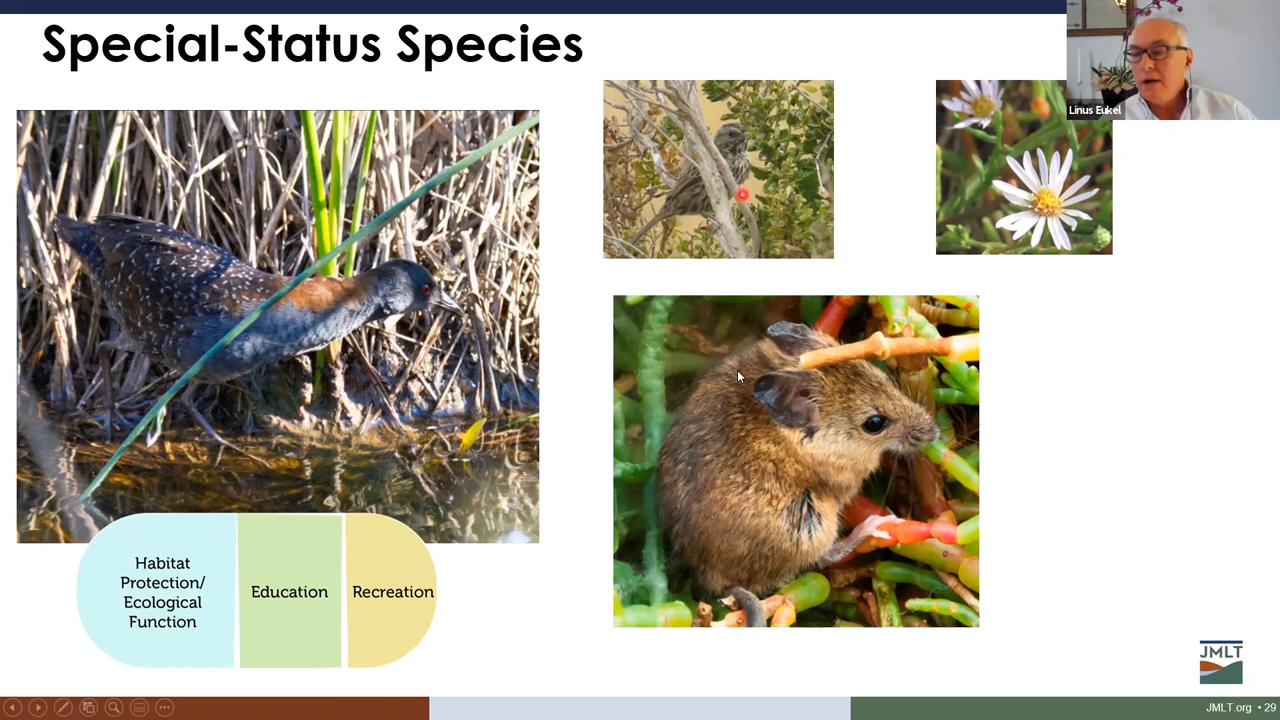 Special-Status Species
Linus Eukel
Habitat
Protection/
Ecological
Function
Education
Recreation
JMLT
JMLT.org • 29